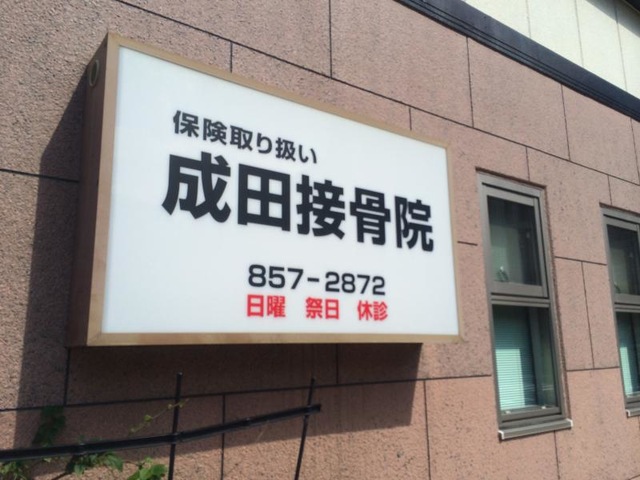 保険取り扱い
成田接骨院
857-2872
日曜　祭日　休診